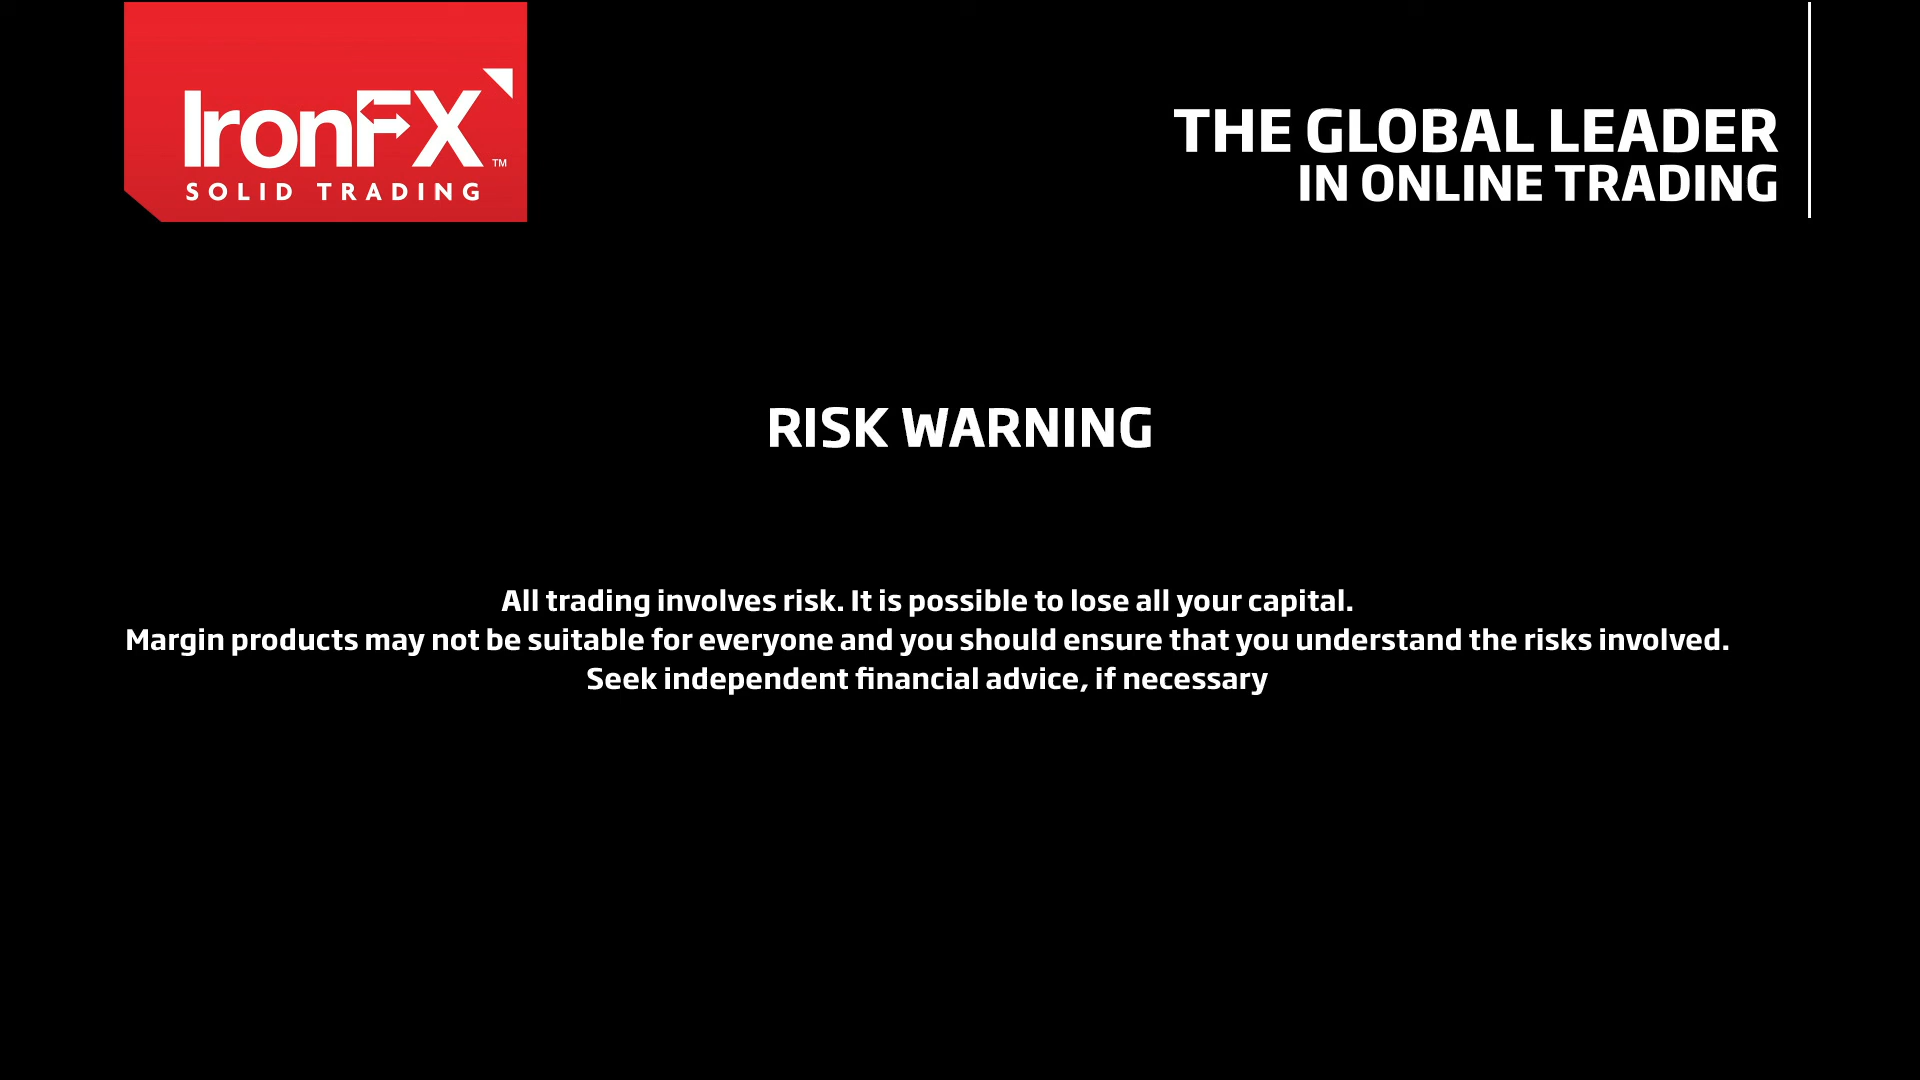 IronFX™
SOLID TRADING
THE GLOBAL LEADER
IN ONLINE TRADING
RISK WARNING
All trading involves risk. It is possible to lose all your capital.
Margin products may not be suitable for everyone and you should ensure that you understand the risks involved.
Seek independent financial advice, if necessary